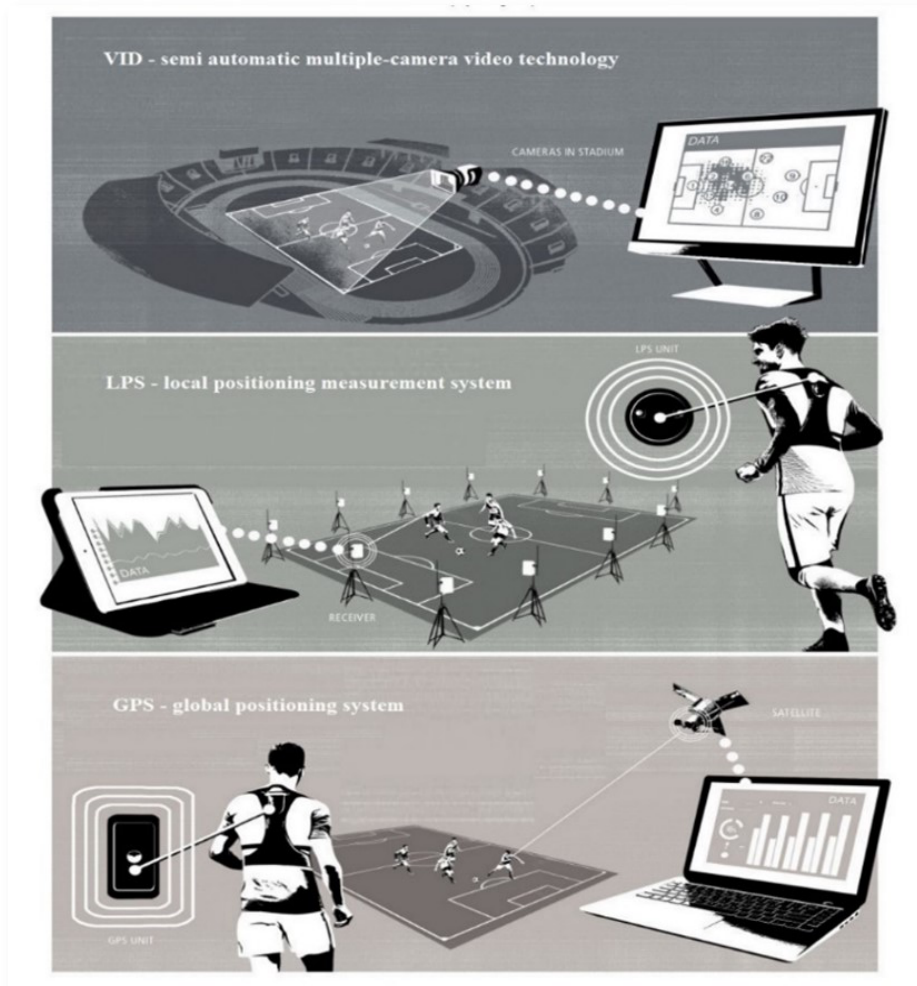 VID - semi automatic multiple-camera video technology
CAMERAS IN STADIUM
DATA
LPS - local positioning measurement system
LPS UNIT
DATA
RECEIVER
GPS - global positioning system
SATELLITE
DATA
GPS UNIT